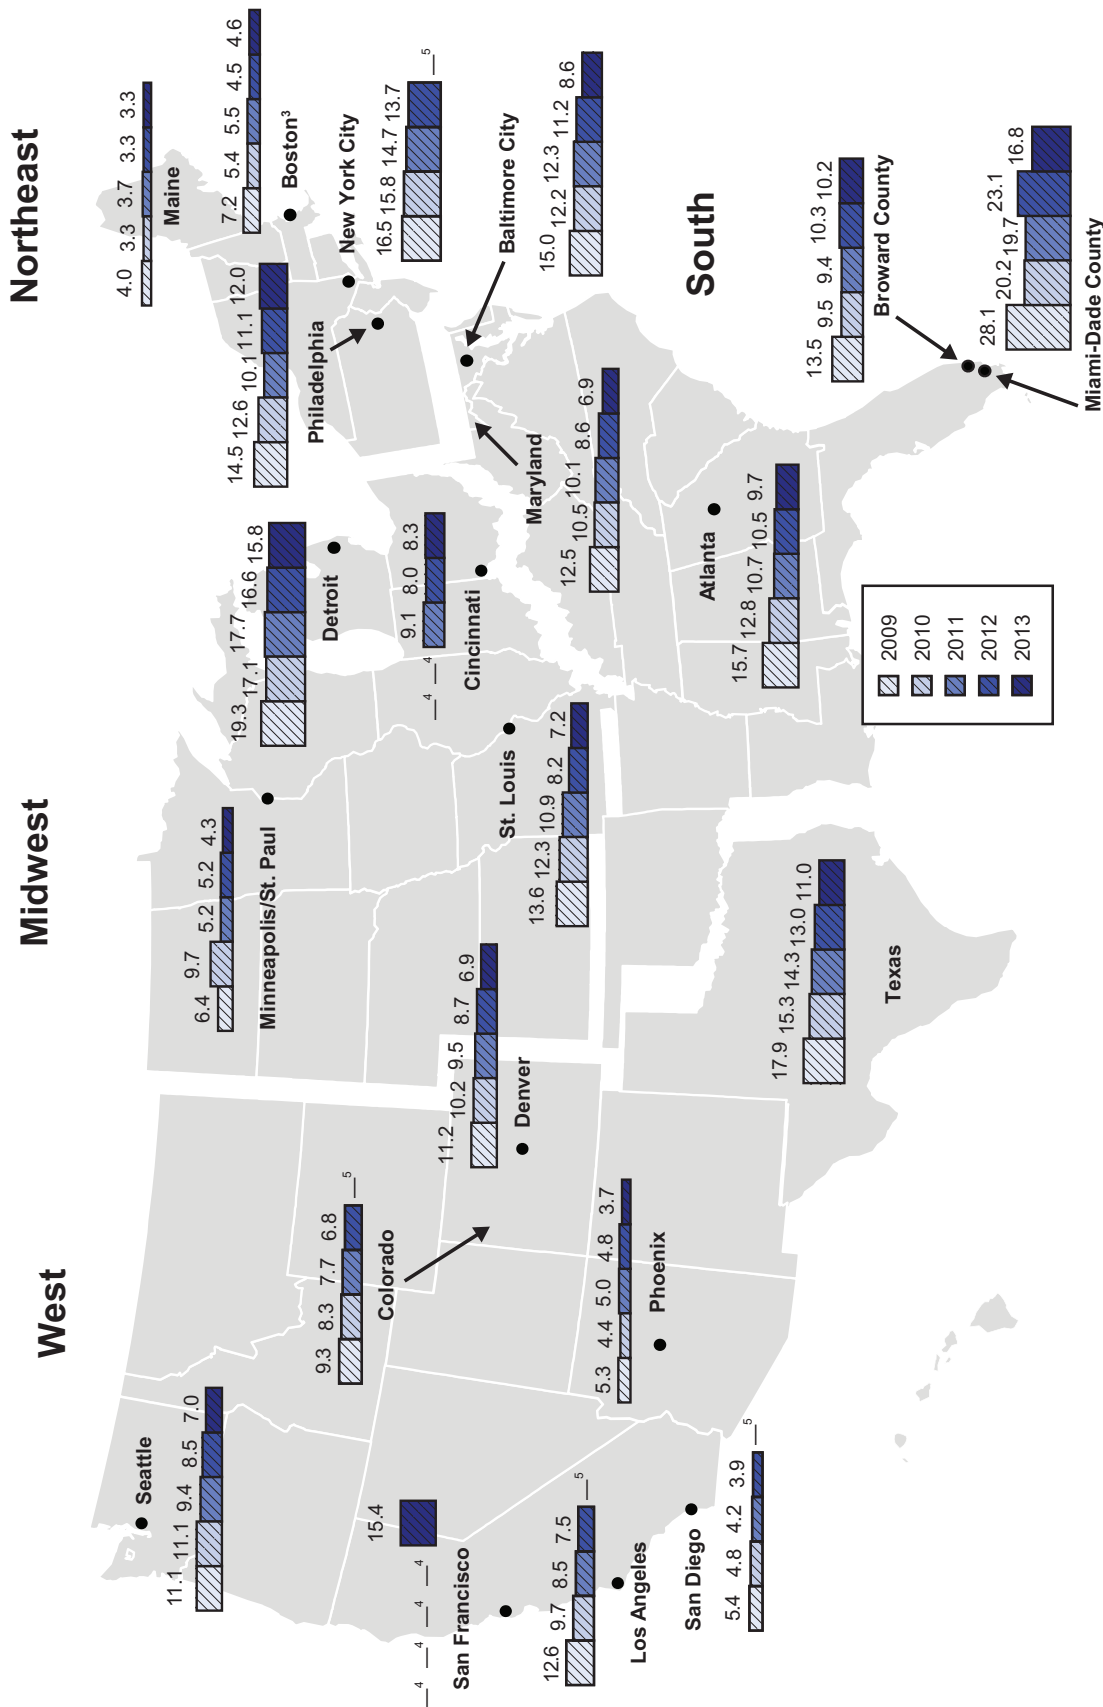 West
Midwest
Northeast
South
Seattle
11.1 11.1 9.4 8.5 7.0
San Francisco
—4 —4 —4 —4 15.4
Los Angeles
12.6 9.7 8.5 7.5 —5
San Diego
5.4 4.8 4.2 3.9 —5
Colorado
9.3 8.3 7.7 6.8 —5
Phoenix
5.3 4.4 5.0 4.8 3.7
Denver
11.2 10.2 9.5 8.7 6.9
Minneapolis/St. Paul
6.4 9.7 5.2 5.2 4.3
St. Louis
13.6 12.3 10.9 8.2 7.2
Detroit
19.3 17.1 17.7 16.6 15.8
Cincinnati
—4 —4 9.1 8.0 8.3
Texas
17.9 15.3 14.3 13.0 11.0
Atlanta
15.7 12.8 10.7 10.5 9.7
Maryland
12.5 10.5 10.1 8.6 6.9
Philadelphia
14.5 12.6 10.1 11.1 12.0
4.0 3.3 3.7 3.3 3.3
Maine
7.2 5.4 5.5 4.5 4.6
Boston³
New York City
16.5 15.8 14.7 13.7 —5
Baltimore City
15.0 12.2 12.3 11.2 8.6
13.5 9.5 9.4 10.3 10.2
Broward County
28.1 20.2 19.7 23.1 16.8
Miami-Dade County
2009
2010
2011
2012
2013